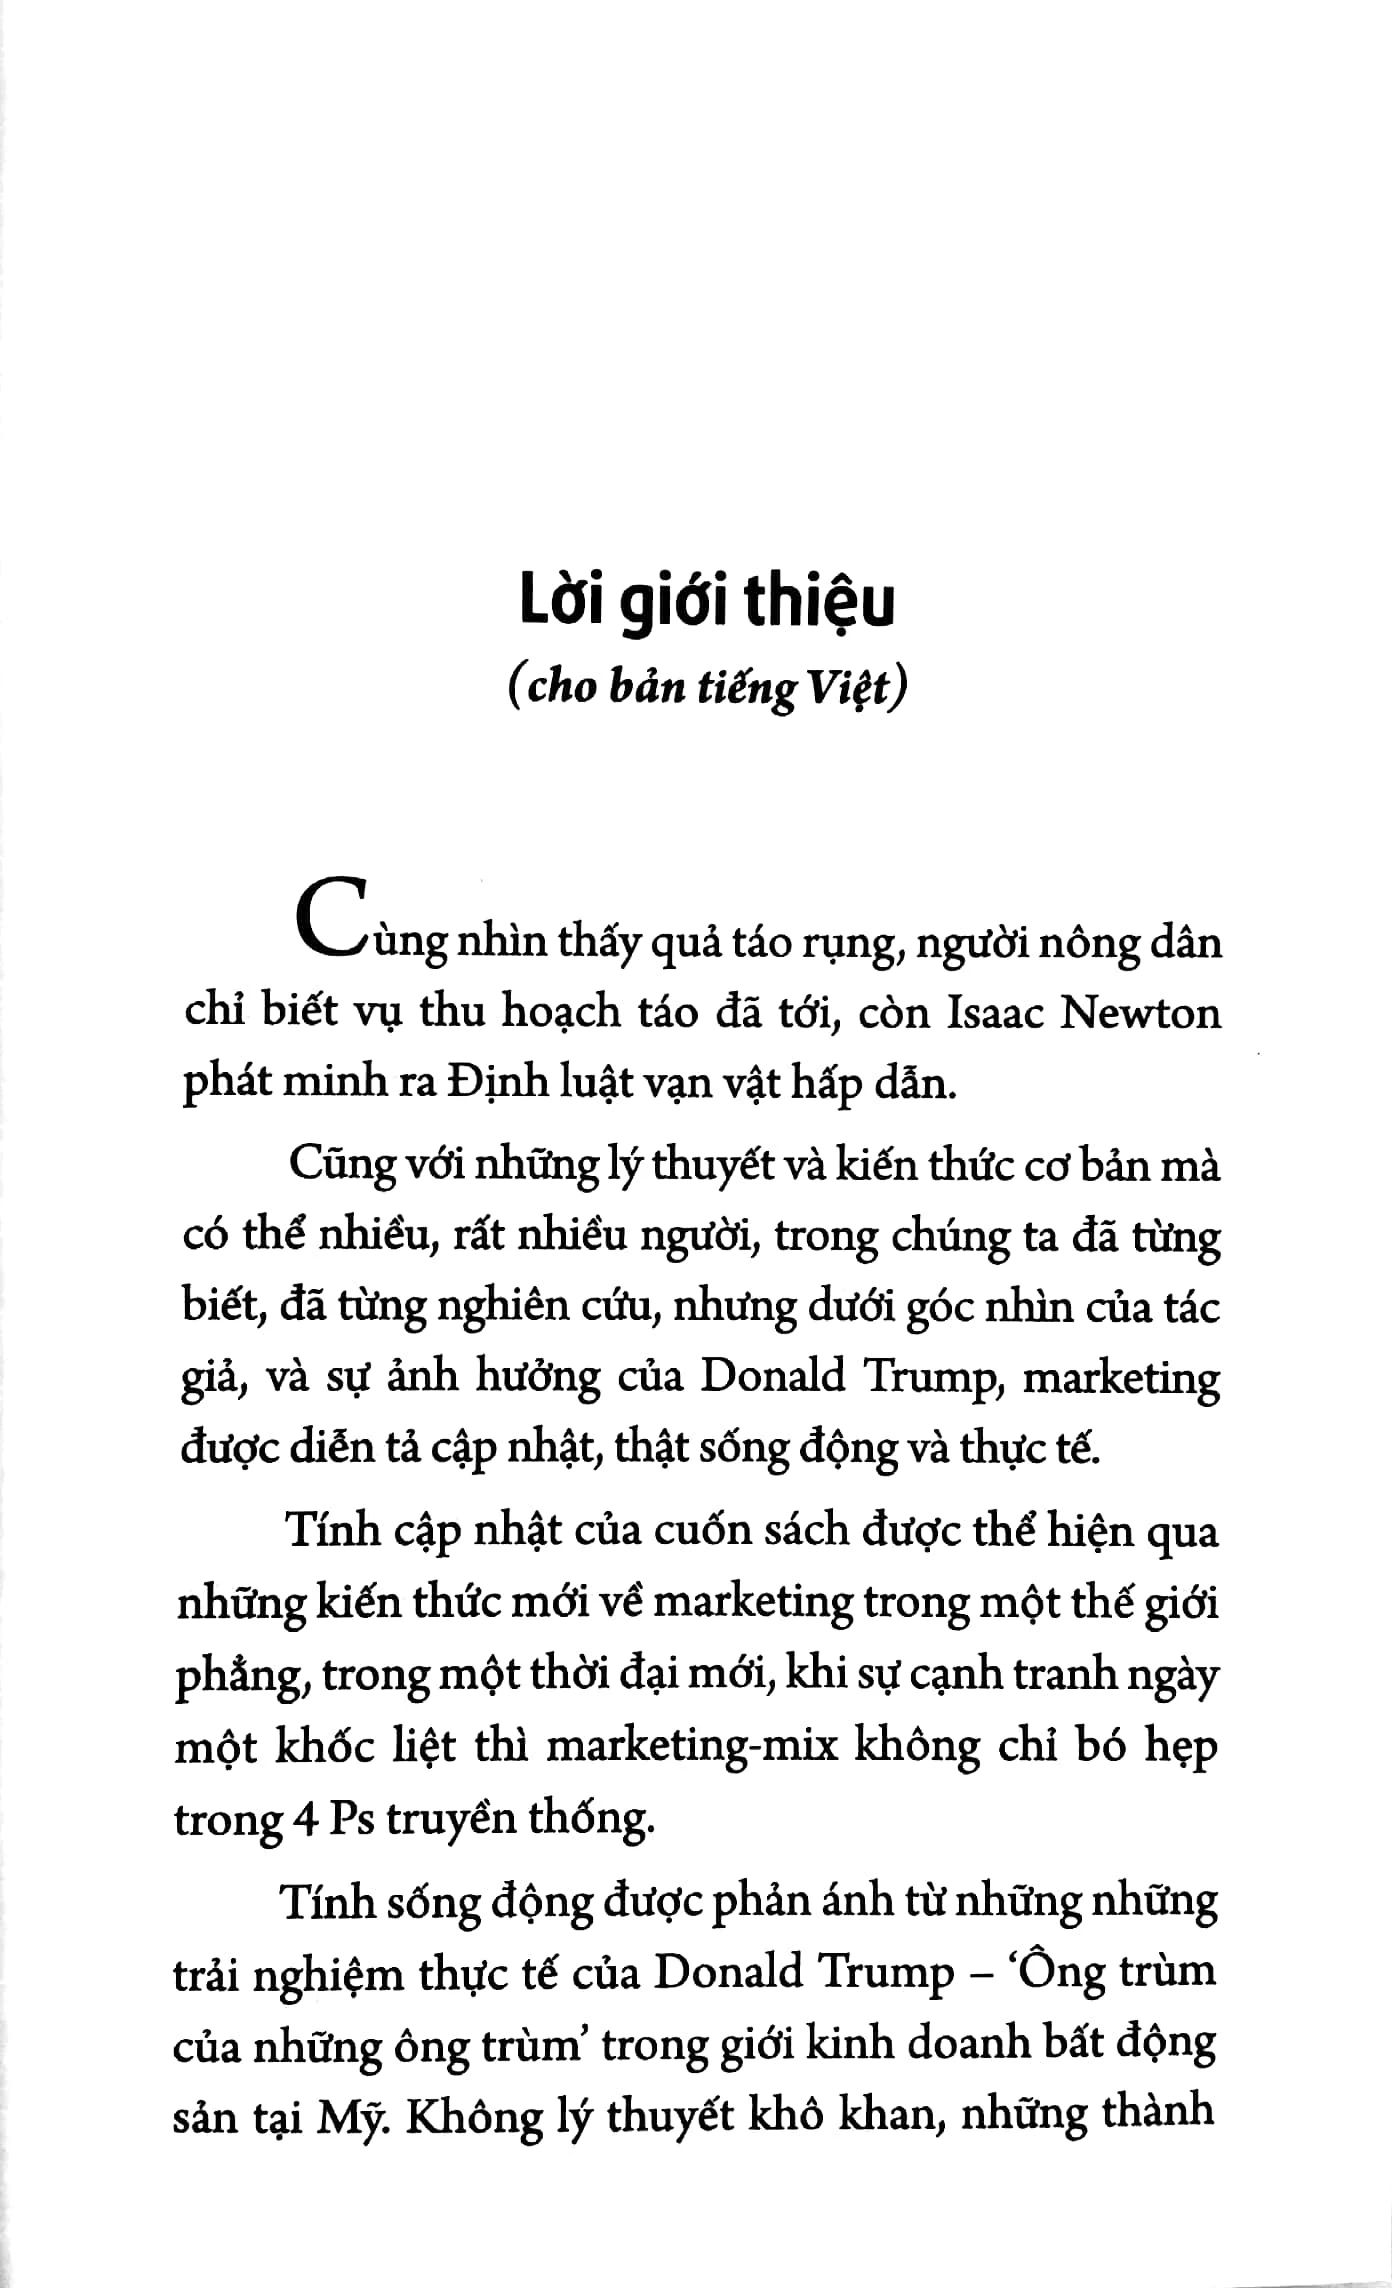 Lời giới thiệu
(cho bản tiếng Việt)
Cùng nhìn thấy quả táo rụng, người nông dân
chỉ biết vụ thu hoạch táo đã tới, còn Isaac Newton
phát minh ra Định luật vạn vật hấp dẫn.
Cũng với những lý thuyết và kiến thức cơ bản mà
có thể nhiều, rất nhiều người, trong chúng ta đã từng
biết, đã từng nghiên cứu, nhưng dưới góc nhìn của tác
giả, và sự ảnh hưởng của Donald Trump, marketing
được diễn tả cập nhật, thật sống động và thực tế.
Tính cập nhật của cuốn sách được thể hiện qua
những kiến thức mới về marketing trong một thế giới
phẳng, trong một thời đại mới, khi sự cạnh tranh ngày
một khốc liệt thì marketing-mix không chỉ bó hẹp
trong 4 Ps truyền thống.
Tính sống động được phản ánh từ những những
trải nghiệm thực tế của Donald Trump – ‘Ông trùm
của những ông trùm’ trong giới kinh doanh bất động
sản tại Mỹ. Không lý thuyết khô khan, những thành